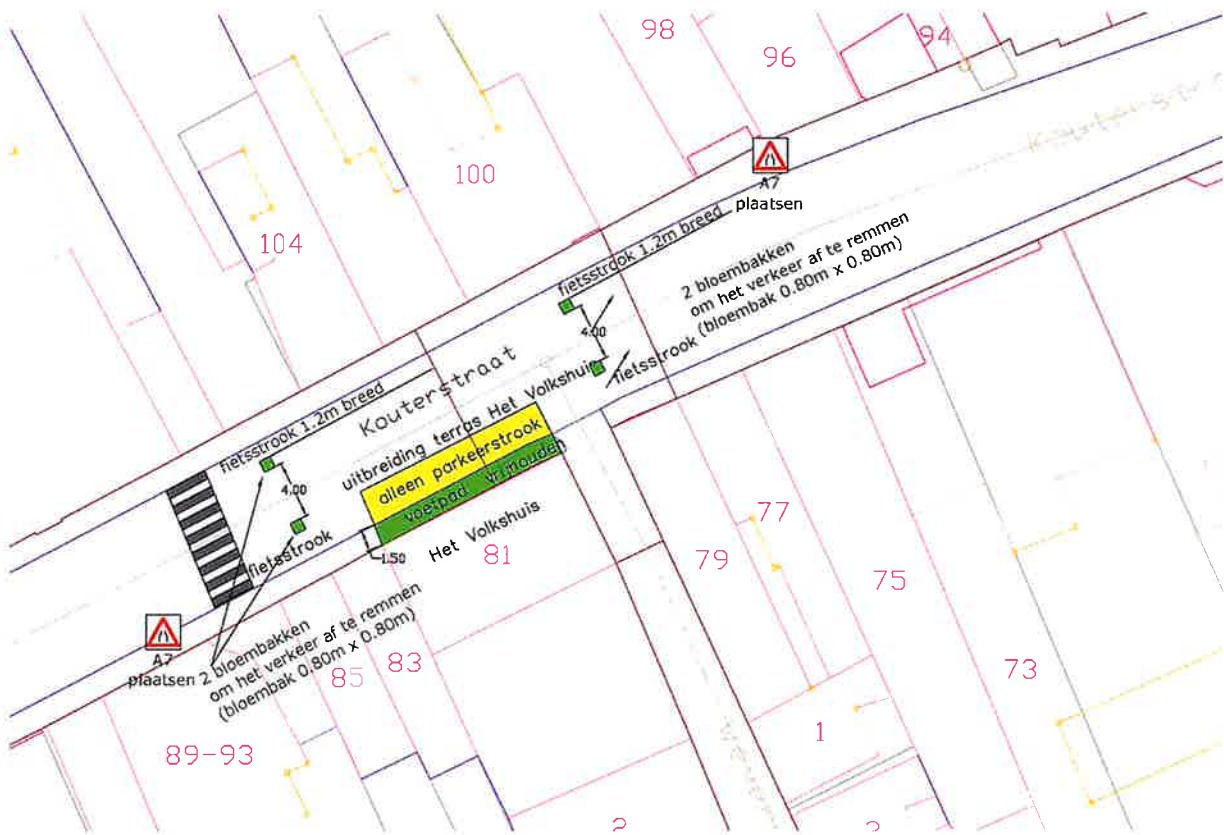 98
96
94
100
104
A7
plaatsen
fietsstrook 1.2m breed
2 bloembakken
om het verkeer af te remmen
(bloembak 0.80m x 0.80m)
4.00
fietsstrook
Kouterstraat
fietsstrook 1.2m breed
uitbreiding terras Het Volkshuis
alleen parkeerstrook
voetpad vrijhouden
Het Volkshuis
4.00
fietsstrook
1.50
81
79
77
75
73
A7
plaatsen
2 bloembakken
om het verkeer af te remmen
(bloembak 0.80m x 0.80m)
85
83
89-93
1